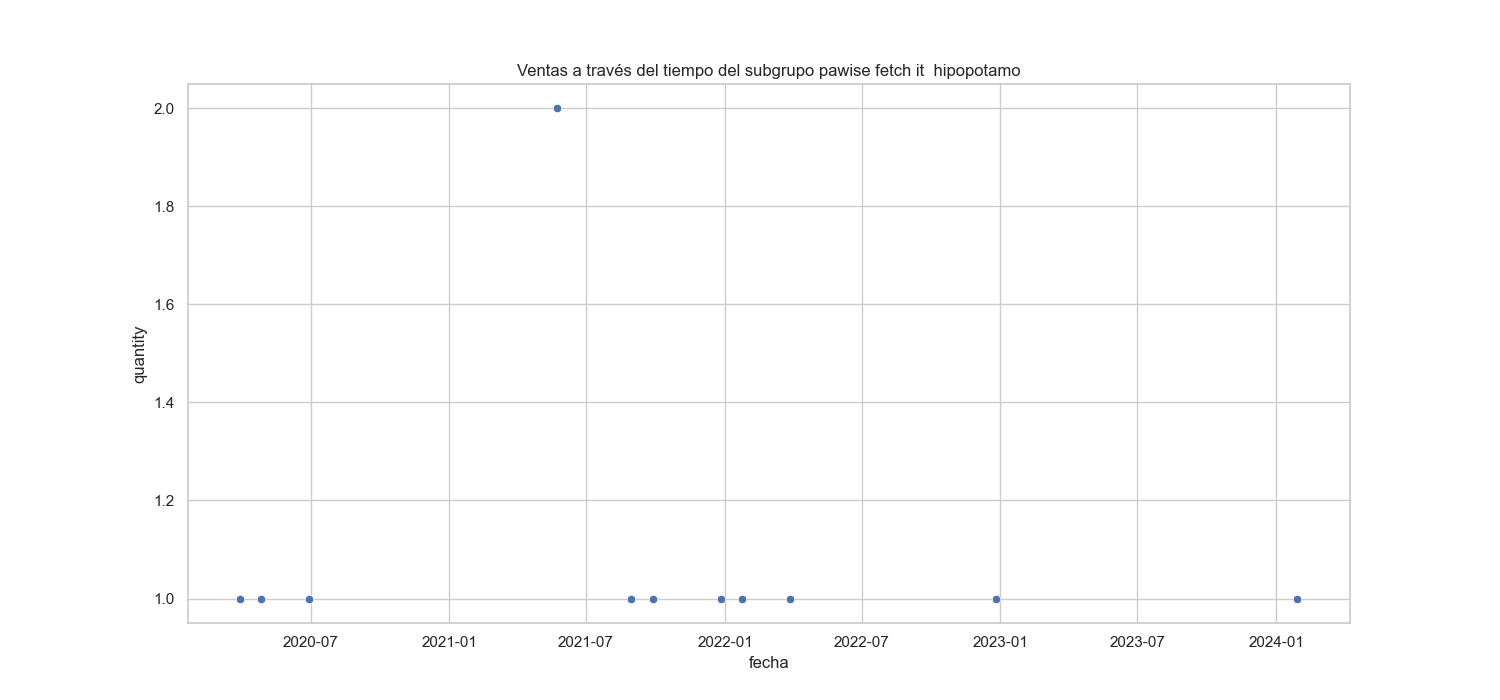 Ventas a través del tiempo del subgrupo pawise fetch it  hipopotamo
2.0
1.8
1.6
1.4
1.2
1.0
quantity
2020-07 2021-01 2021-07 2022-01 2022-07 2023-01 2023-07 2024-01
fecha